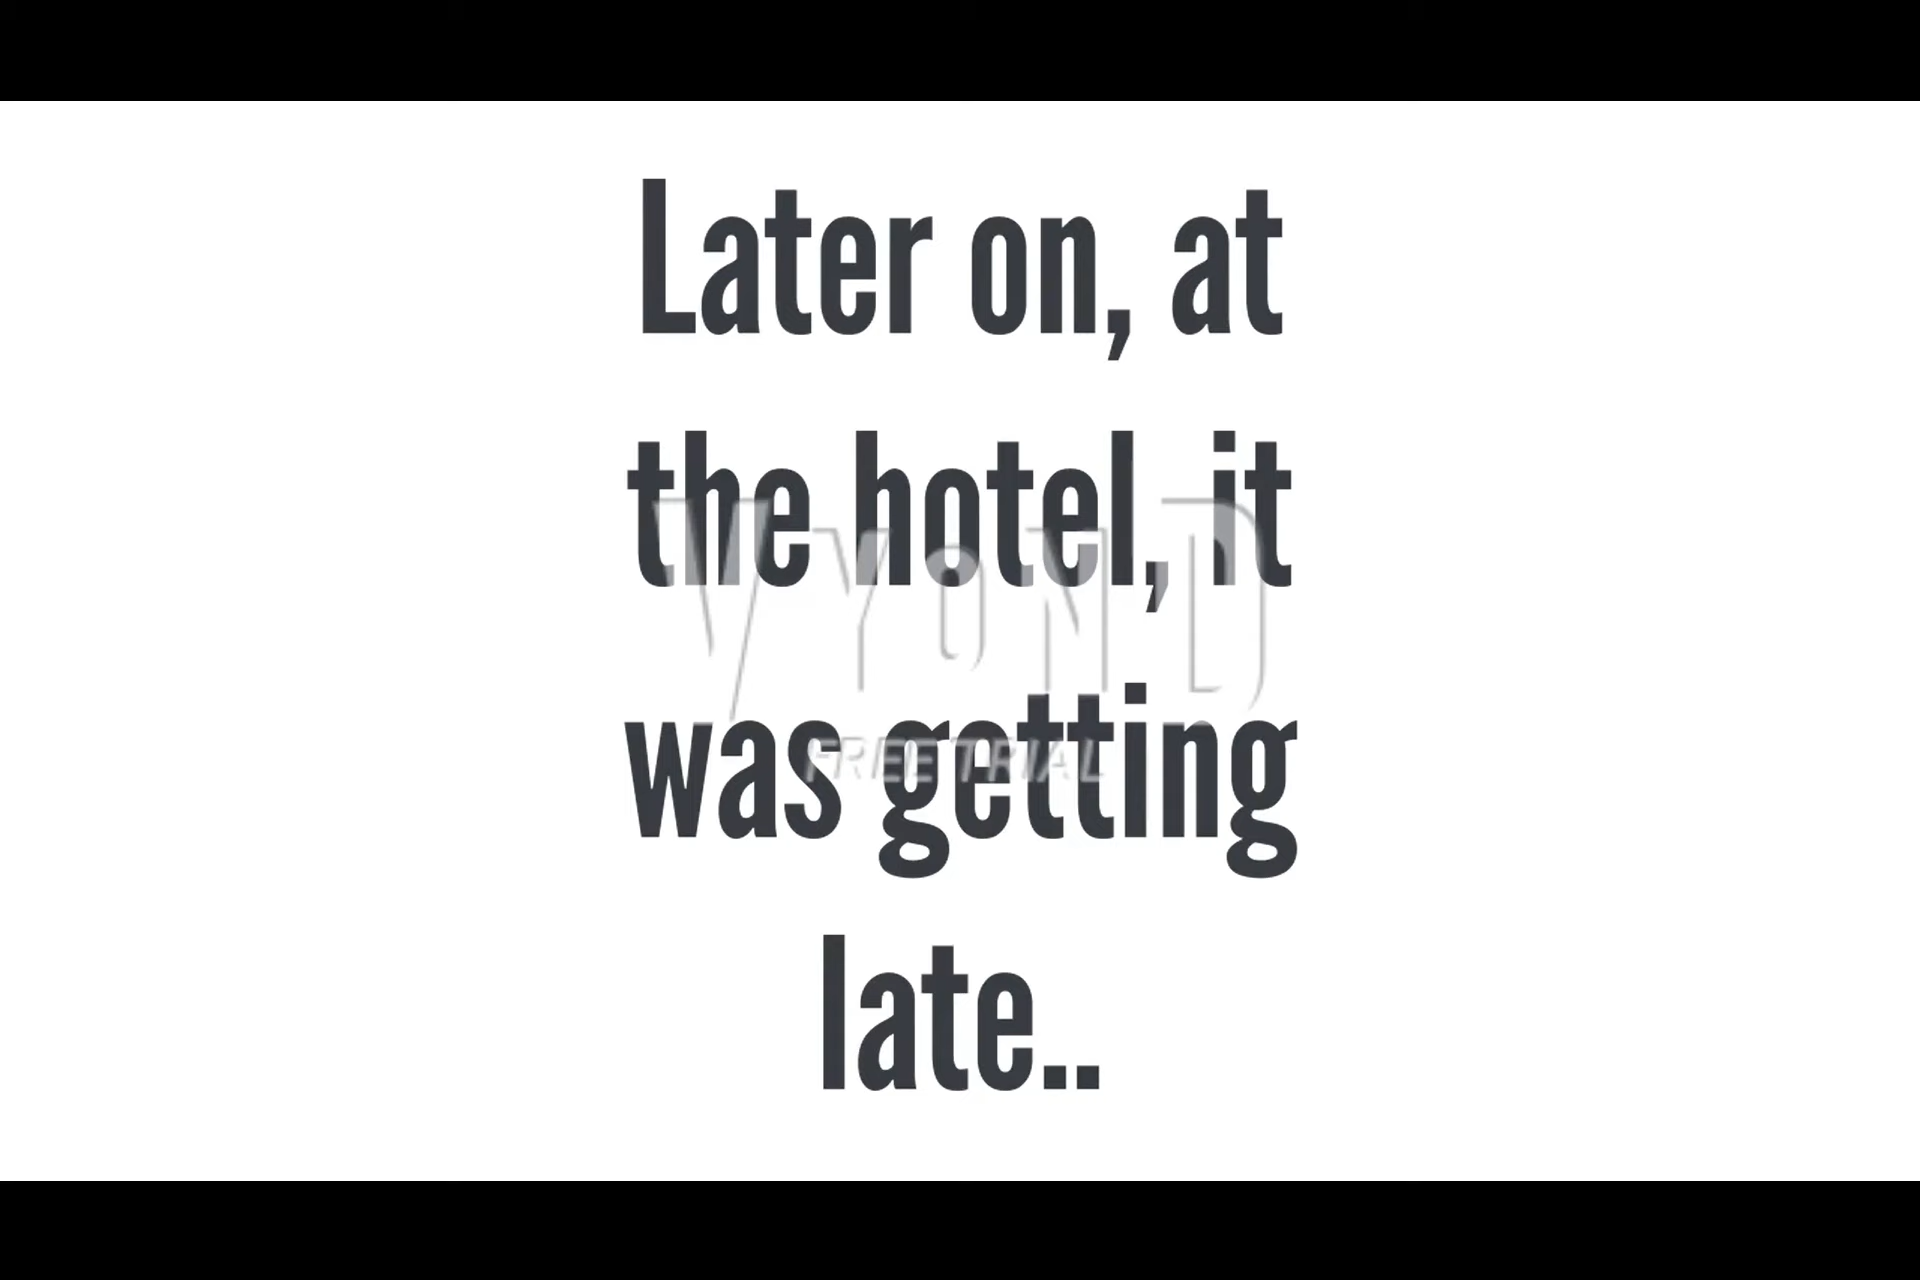 Later on, at
the hotel, it
VYOND
was getting
FREE TRIAL
late..